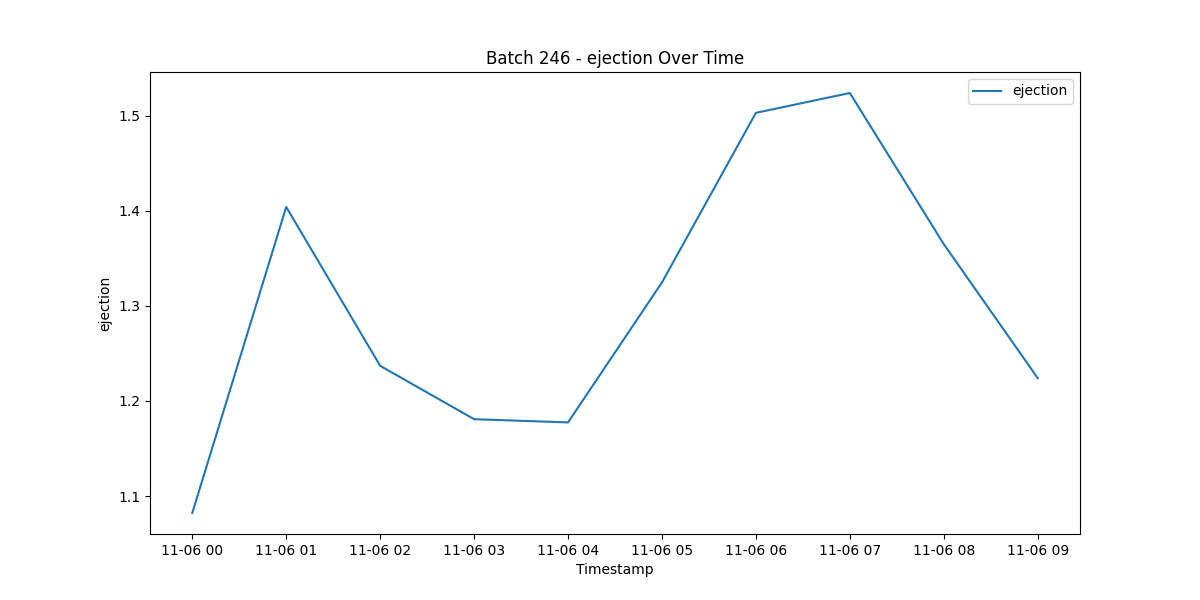 Batch 246 - ejection Over Time
ejection
1.5
1.4
1.3
1.2
1.1
ejection
11-06 00 11-06 01 11-06 02 11-06 03 11-06 04 11-06 05 11-06 06 11-06 07 11-06 08 11-06 09
Timestamp